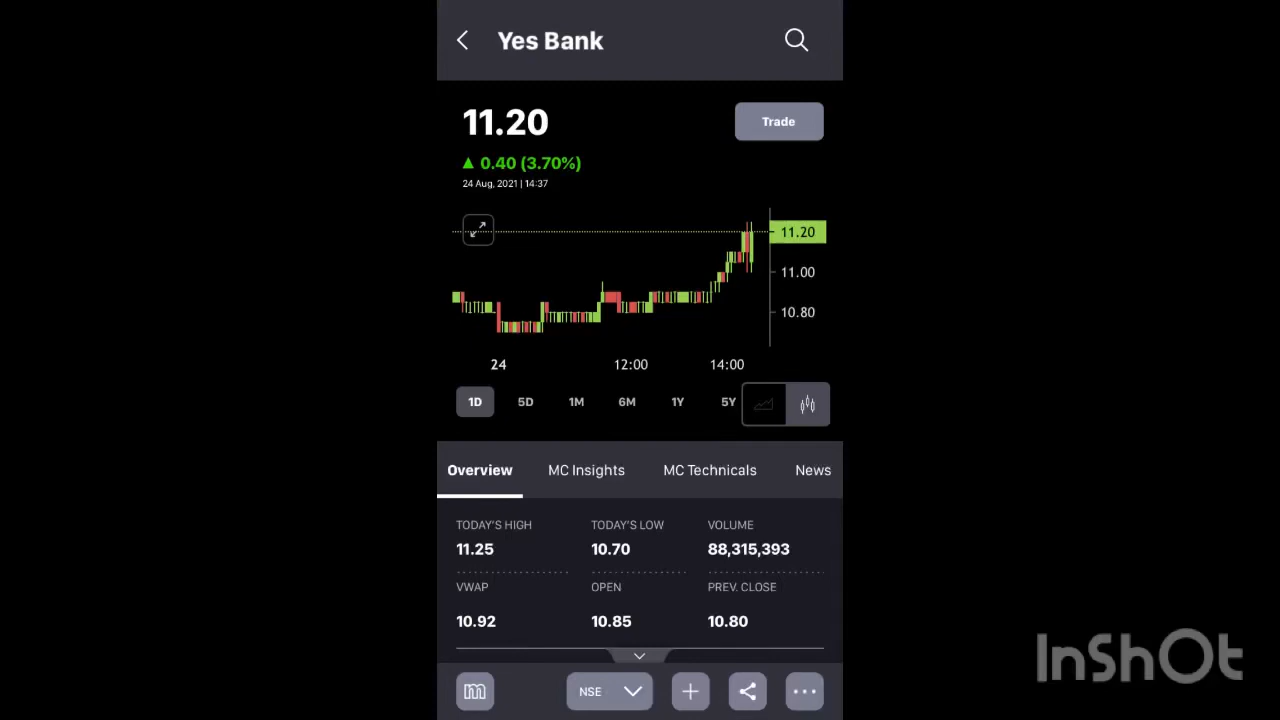 Yes Bank
11.20
Trade
▲ 0.40 (3.70%)
24 Aug, 2021 | 14:37
11.20
11.00
10.80
24 12:00 14:00
1D 5D 1M 6M 1Y 5Y
Overview MC Insights MC Technicals News
TODAY'S HIGH TODAY'S LOW VOLUME
11.25 10.70 88,315,393
VWAP OPEN PREV. CLOSE
10.92 10.85 10.80
m NSE
InShOt